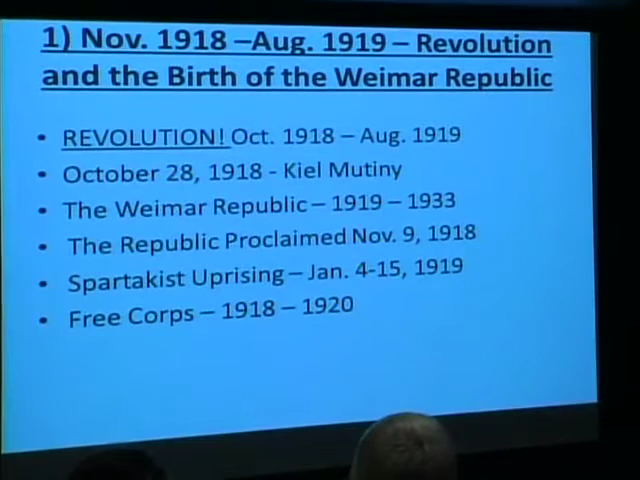 1) Nov. 1918 –Aug. 1919 – Revolution
and the Birth of the Weimar Republic
• REVOLUTION! Oct. 1918 – Aug. 1919
• October 28, 1918 - Kiel Mutiny
• The Weimar Republic – 1919 – 1933
• The Republic Proclaimed Nov. 9, 1918
• Spartakist Uprising – Jan. 4-15, 1919
• Free Corps – 1918 – 1920